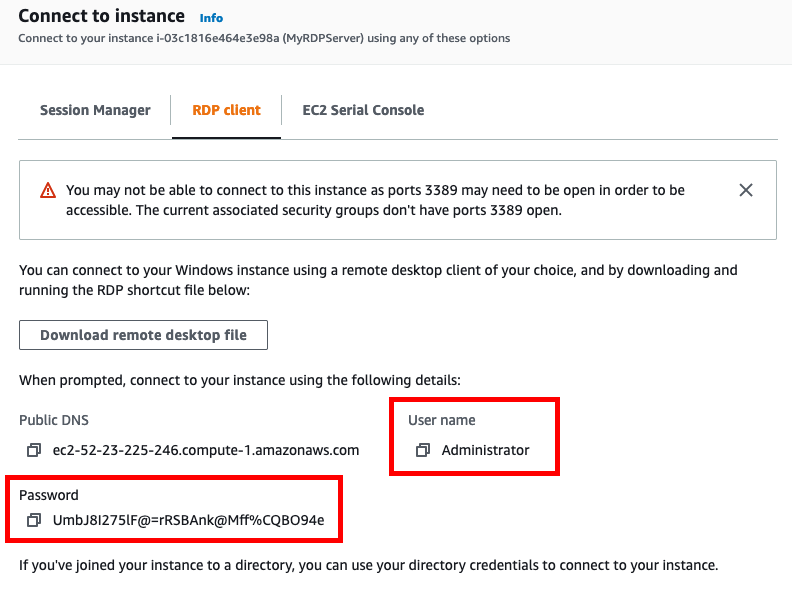 Connect to instance Info
Connect to your instance i-03c1816e464e3e98a (MyRDPServer) using any of these options
Session Manager RDP client EC2 Serial Console
You may not be able to connect to this instance as ports 3389 may need to be open in order to be
accessible. The current associated security groups don't have ports 3389 open.
You can connect to your Windows instance using a remote desktop client of your choice, and by downloading and
running the RDP shortcut file below:
Download remote desktop file
When prompted, connect to your instance using the following details:
Public DNS
ec2-52-23-225-246.compute-1.amazonaws.com
User name
Administrator
Password
UmbJ8I275lF@=rRSBAnk@Mff%CQBO94e
If you've joined your instance to a directory, you can use your directory credentials to connect to your instance.